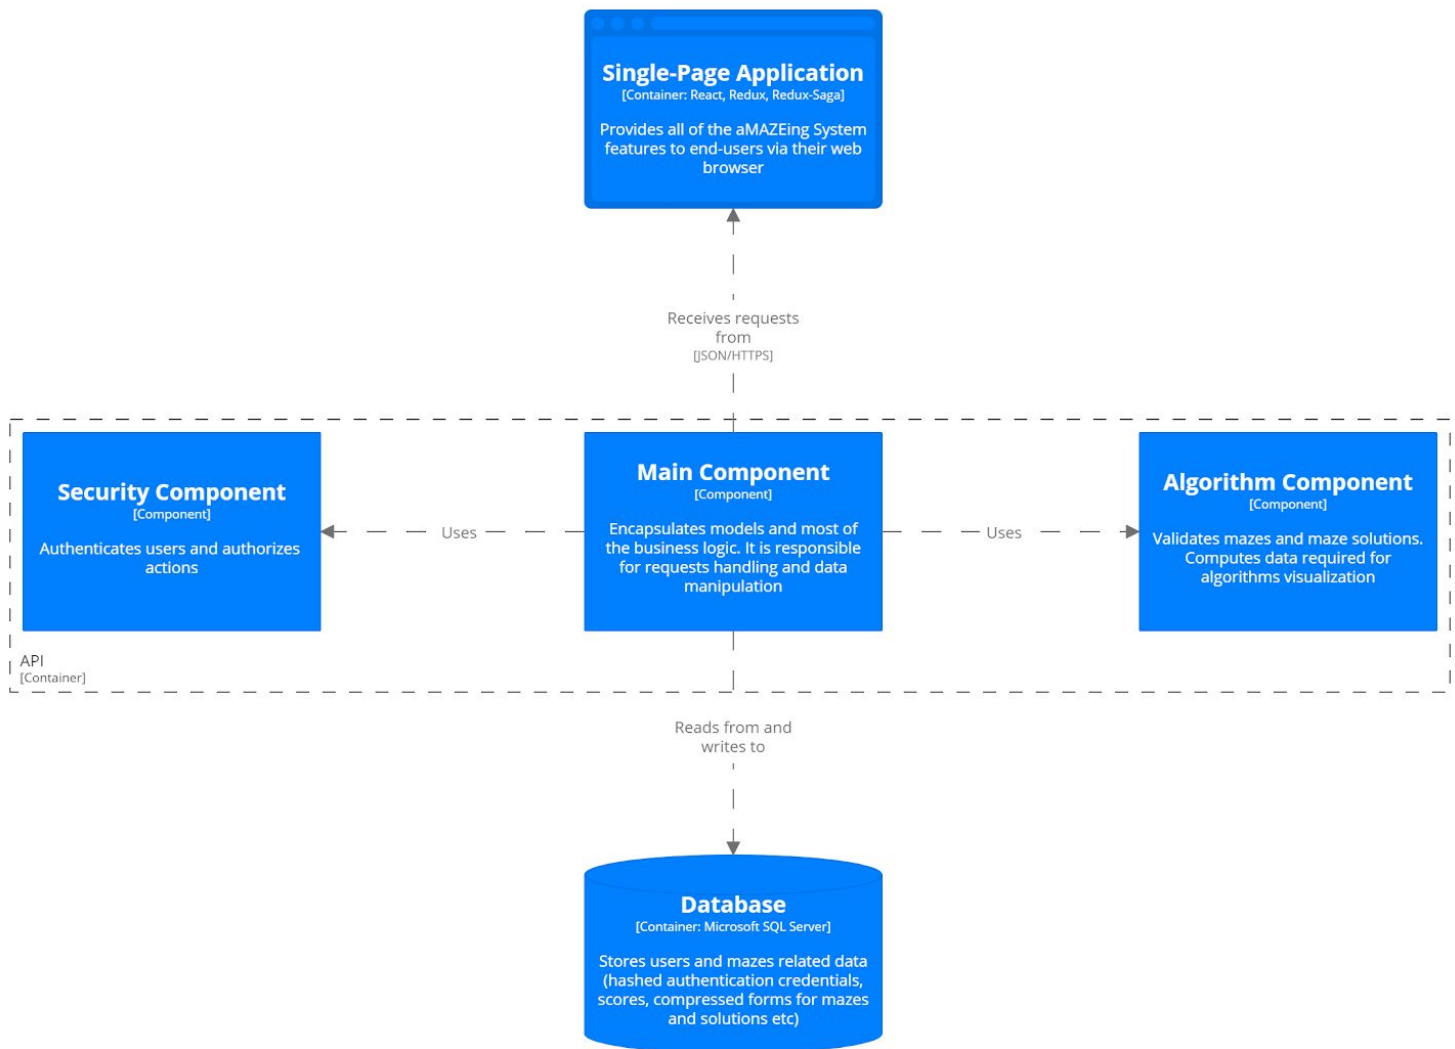 Single-Page Application
[Container: React, Redux, Redux-Saga]
Provides all of the aMAZEing System
features to end-users via their web
browser
Receives requests
from
[JSON/HTTPS]
Security Component
[Component]
Authenticates users and authorizes
actions
Uses
Main Component
[Component]
Encapsulates models and most of
the business logic. It is responsible
for requests handling and data
manipulation
Uses
Algorithm Component
[Component]
Validates mazes and maze solutions.
Computes data required for
algorithms visualization
API
[Container]
Reads from and
writes to
Database
[Container: Microsoft SQL Server]
Stores users and mazes related data
(hashed authentication credentials,
scores, compressed forms for mazes
and solutions etc)